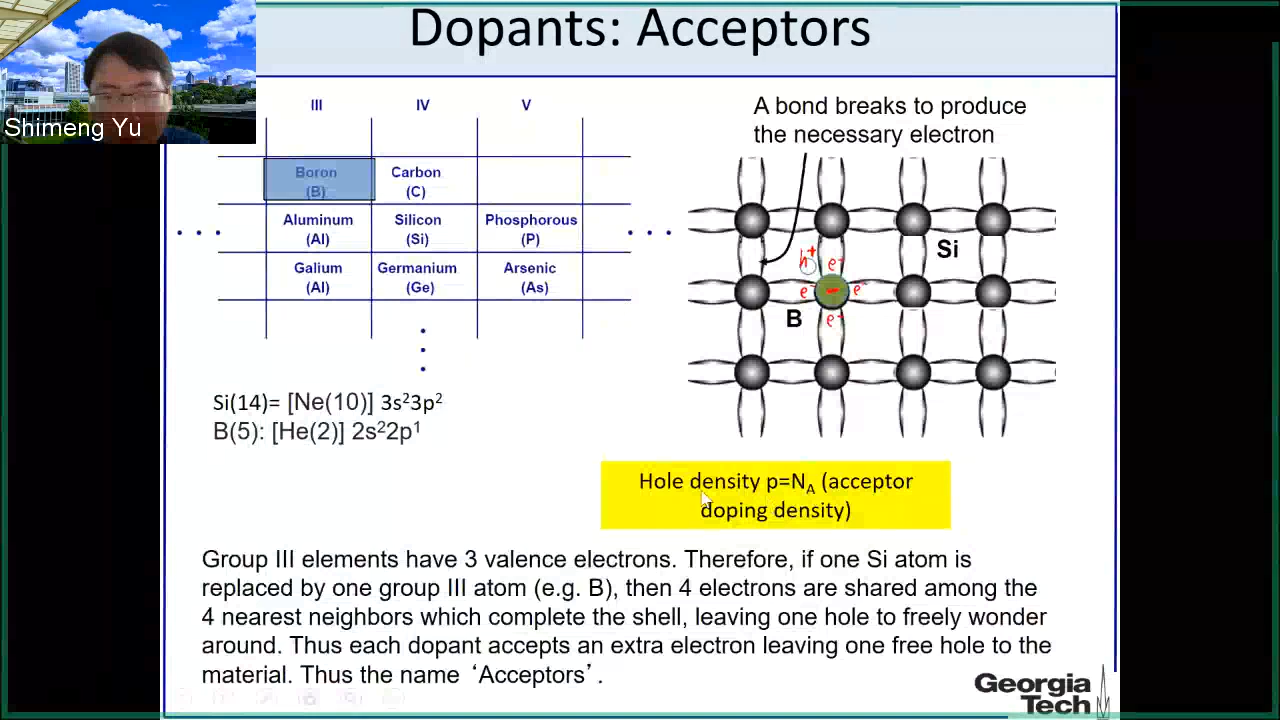 Dopants: Acceptors
Shimeng Yu
III IV V
Boron
(B)
Carbon
(C)
Aluminum
(Al)
Silicon
(Si)
Phosphorous
(P)
Galium
(Al)
Germanium
(Ge)
Arsenic
(As)
A bond breaks to produce
the necessary electron
Si
h+
e-
e- - e-
B
e-
Si(14)= [Ne(10)] 3s²3p²
B(5): [He(2)] 2s²2p¹
Hole density p=NA (acceptor
doping density)
Group III elements have 3 valence electrons. Therefore, if one Si atom is
replaced by one group III atom (e.g. B), then 4 electrons are shared among the
4 nearest neighbors which complete the shell, leaving one hole to freely wonder
around. Thus each dopant accepts an extra electron leaving one free hole to the
material. Thus the name ‘Acceptors’.
Georgia
Tech